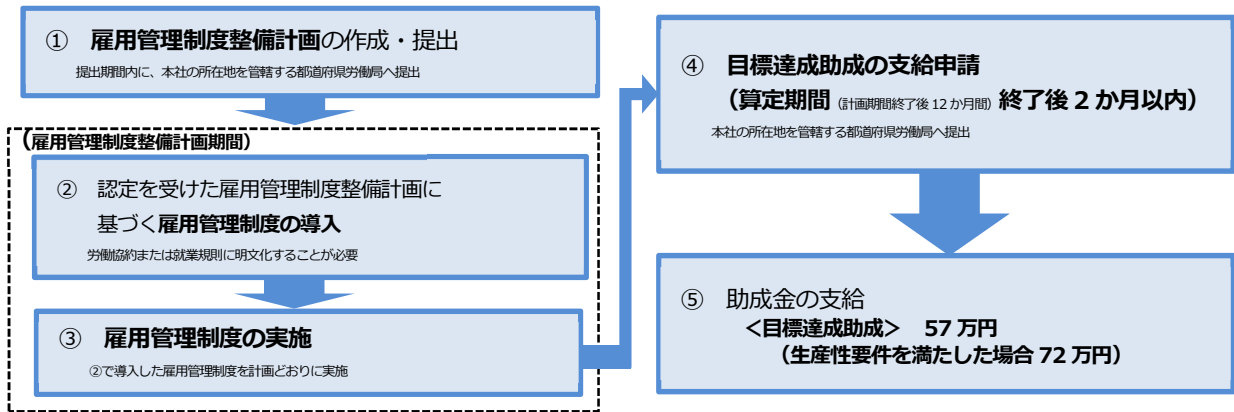 ① 雇用管理制度整備計画の作成・提出
提出期間内に、本社の所在地を管轄する都道府県労働局へ提出
(雇用管理制度整備計画期間)
② 認定を受けた雇用管理制度整備計画に
基づく雇用管理制度の導入
労働協約または就業規則に明文化することが必要
③ 雇用管理制度の実施
②で導入した雇用管理制度を計画どおりに実施
④ 目標達成助成の支給申請
(算定期間(計画期間終了後 12 か月間)終了後 2 か月以内)
本社の所在地を管轄する都道府県労働局へ提出
⑤ 助成金の支給
<目標達成助成> 57 万円
(生産性要件を満たした場合 72 万円)